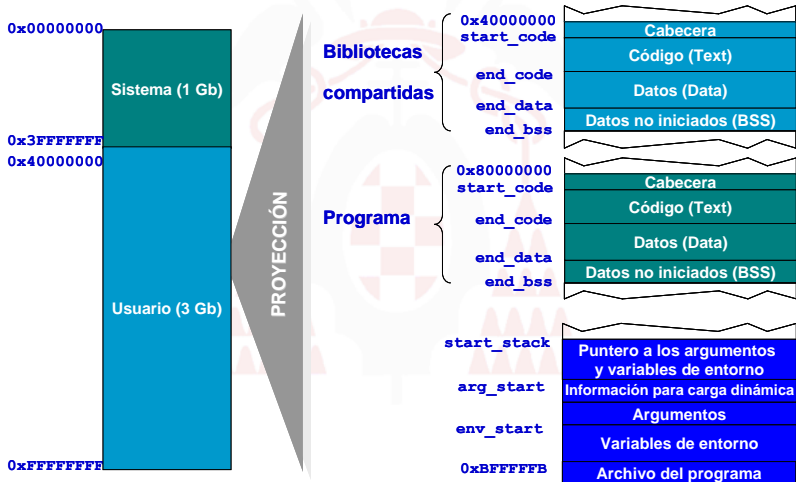 0x00000000
Sistema (1 Gb)
0x3FFFFFFF
0x40000000
Usuario (3 Gb)
0xFFFFFFFF
PROYECCIÓN
Bibliotecas
compartidas
0x40000000
start_code
end_code
end_data
end_bss
Cabecera
Código (Text)
Datos (Data)
Datos no iniciados (BSS)
Programa
0x80000000
start_code
end_code
end_data
end_bss
Cabecera
Código (Text)
Datos (Data)
Datos no iniciados (BSS)
start_stack
arg_start
env_start
0xBFFFFFFB
Puntero a los argumentos
y variables de entorno
Información para carga dinámica
Argumentos
Variables de entorno
Archivo del programa